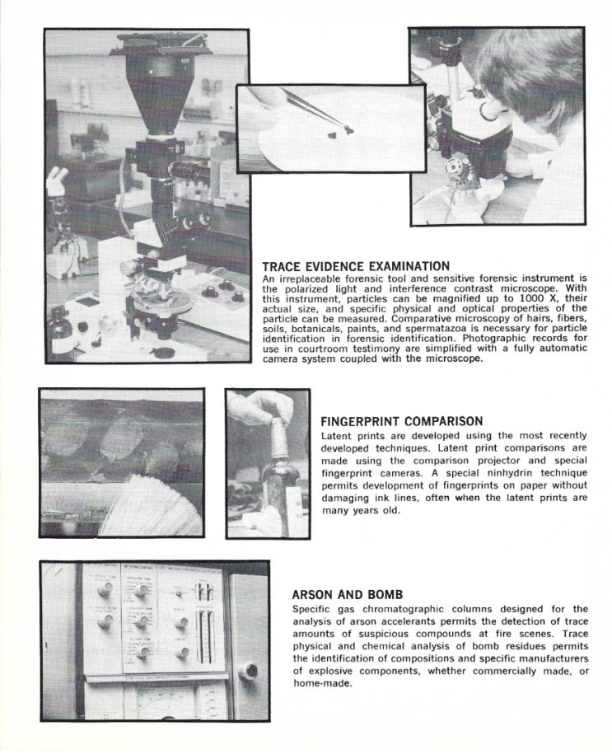 TRACE EVIDENCE EXAMINATION
An irreplaceable forensic tool and sensitive forensic instrument is
the polarized light and interference contrast microscope. With
this instrument, particles can be magnified up to 1000 X, their
actual size, and specific physical and optical properties of the
particle can be measured. Comparative microscopy of hairs, fibers,
soils, botanicals, paints, and spermatazoa is necessary for particle
identification in forensic identification. Photographic records for
use in courtroom testimony are simplified with a fully automatic
camera system coupled with the microscope.
FINGERPRINT COMPARISON
Latent prints are developed using the most recently
developed techniques. Latent print comparisons are
made using the comparison projector and special
fingerprint cameras. A special ninhydrin technique
permits development of fingerprints on paper without
damaging ink lines, often when the latent prints are
many years old.
ARSON AND BOMB
Specific gas chromatographic columns designed for the
analysis of arson accelerants permits the detection of trace
amounts of suspicious compounds at fire scenes. Trace
physical and chemical analysis of bomb residues permits
the identification of compositions and specific manufacturers
of explosive components, whether commercially made, or
home-made.